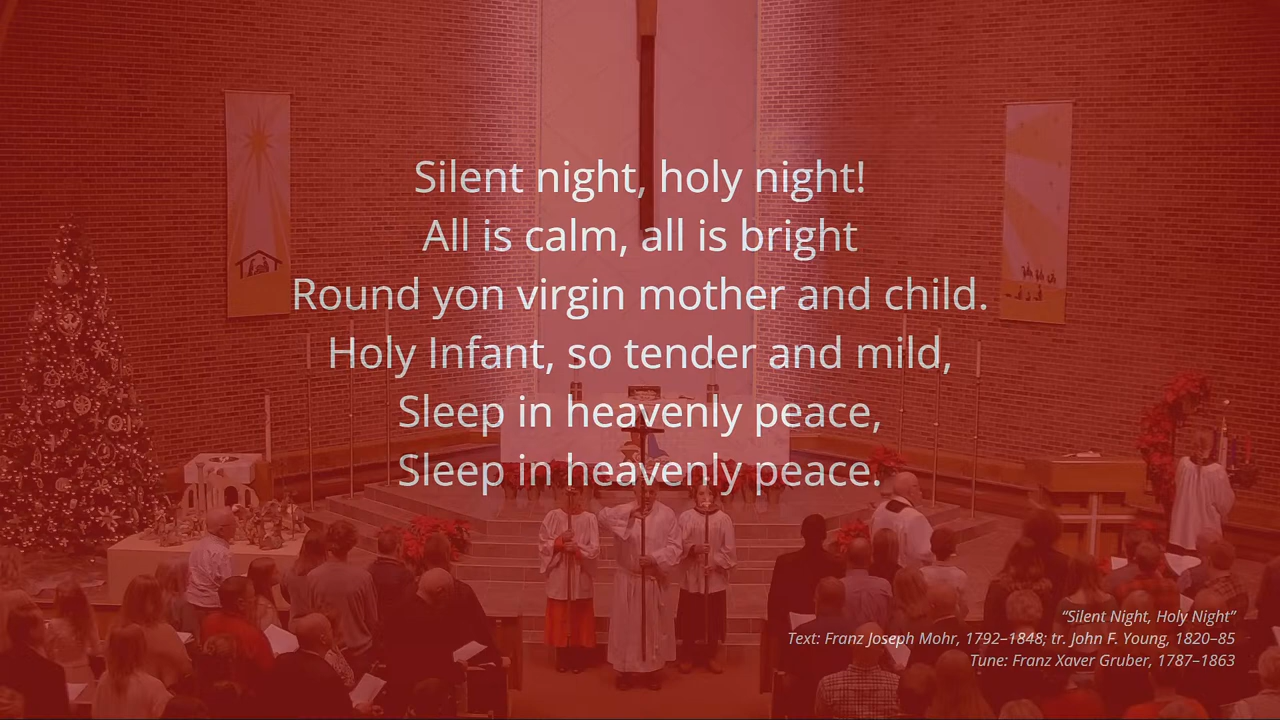 Silent night, holy night!
All is calm, all is bright
Round yon virgin mother and child.
Holy Infant, so tender and mild,
Sleep in heavenly peace,
Sleep in heavenly peace.
“Silent Night, Holy Night”
Text: Franz Joseph Mohr, 1792–1848; tr. John F. Young, 1820–85
Tune: Franz Xaver Gruber, 1787–1863